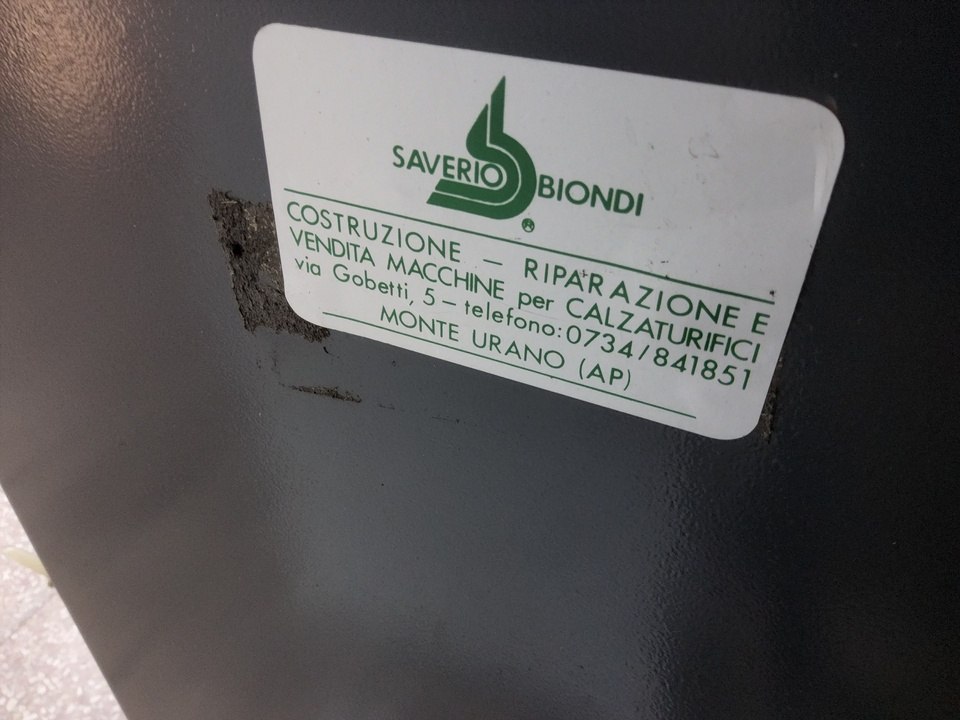 SAVERIO BIONDI
®
COSTRUZIONE – RIPARAZIONE E
VENDITA MACCHINE per CALZATURIFICI
via Gobetti, 5 – telefono: 0734/841851
MONTE URANO (AP)